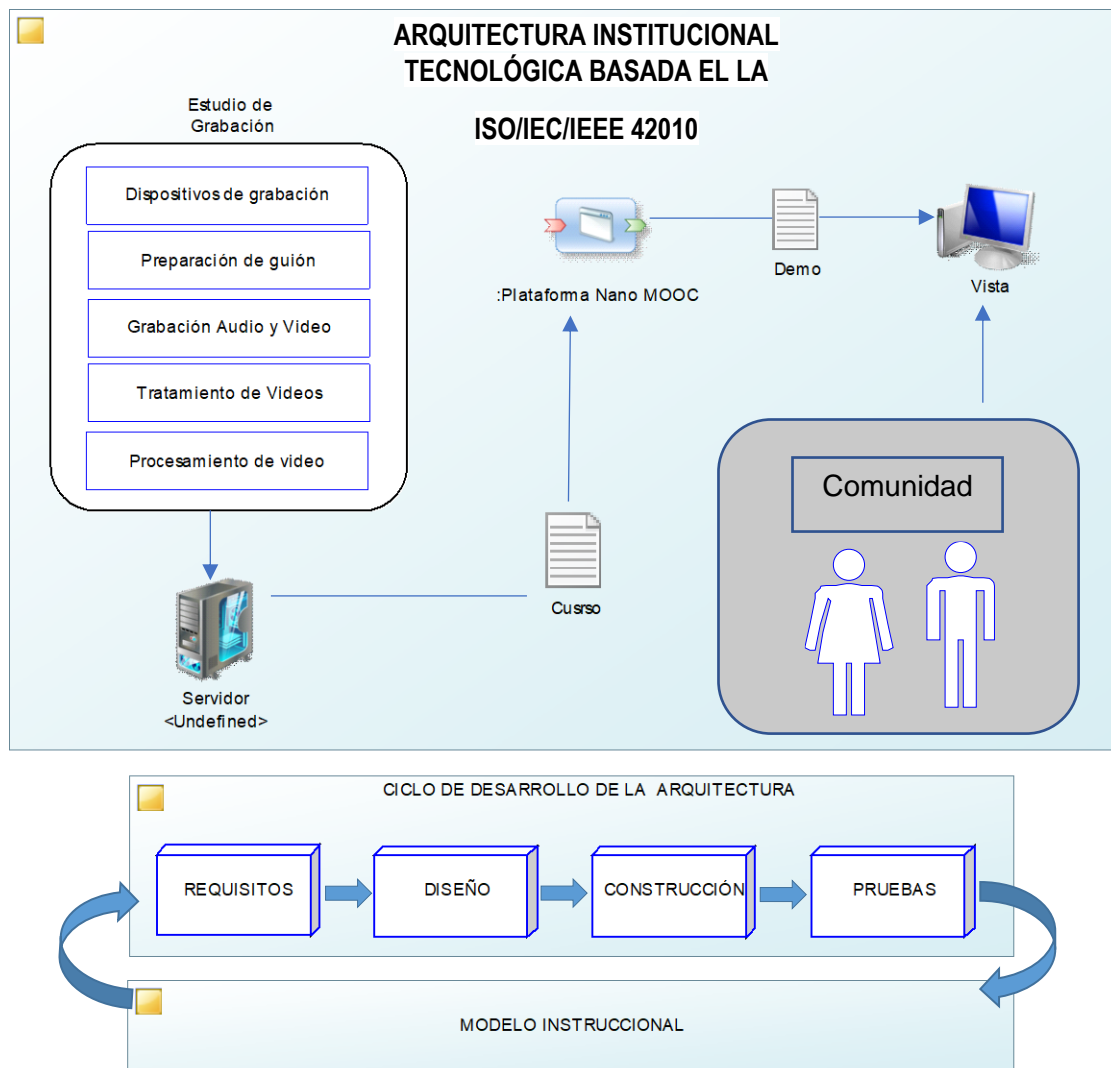 ARQUITECTURA INSTITUCIONAL
TECNOLÓGICA BASADA EL LA
ISO/IEC/IEEE 42010
Estudio de
Grabación
Dispositivos de grabación
Preparación de guión
Grabación Audio y Video
Tratamiento de Videos
Procesamiento de video
Servidor
<Undefined>
Cusrso
:Plataforma Nano MOOC
Demo
Vista
Comunidad
CICLO DE DESARROLLO DE LA ARQUITECTURA
REQUISITOS
DISEÑO
CONSTRUCCIÓN
PRUEBAS
MODELO INSTRUCCIONAL